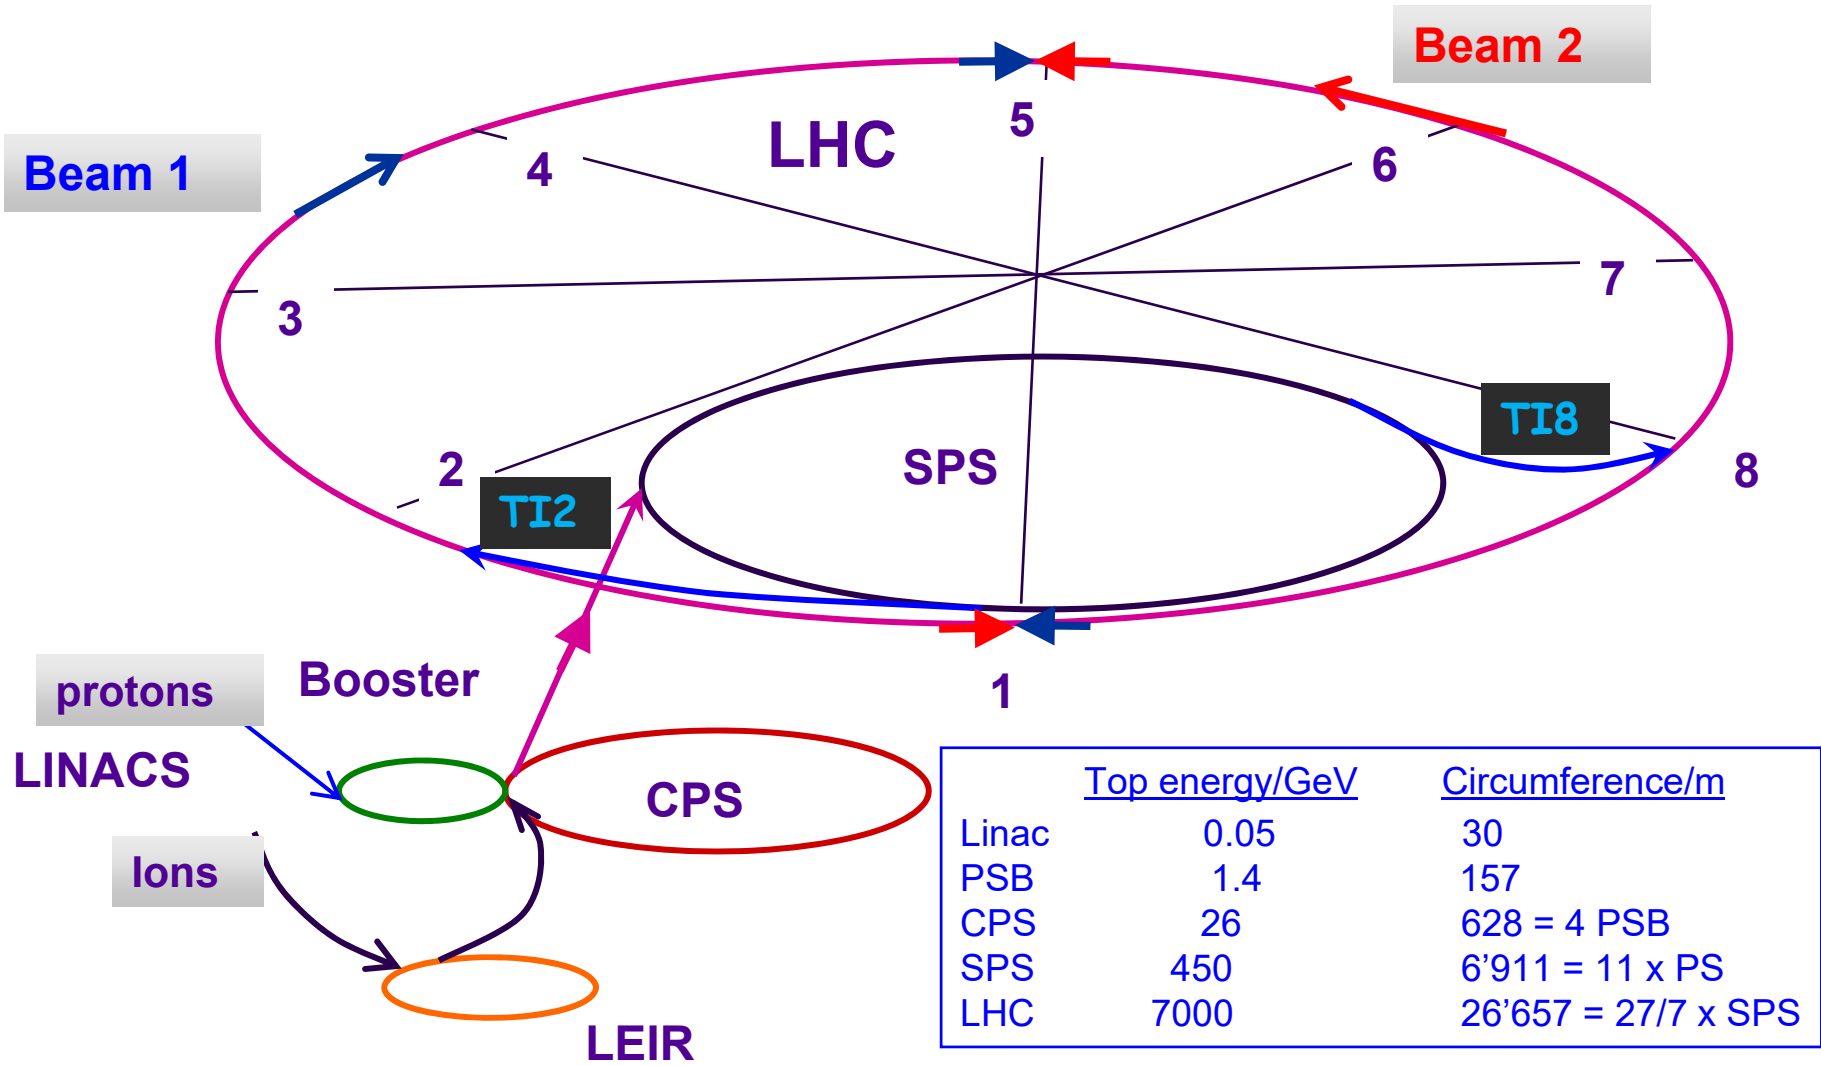 Beam 2
5
LHC
4
6
Beam 1
7
3
TI8
SPS
2
8
TI2
1
Booster
protons
LINACS
CPS
Ions
LEIR
Top energy/GeV Circumference/m
Linac 0.05 30
PSB 1.4 157
CPS 26 628 = 4 PSB
SPS 450 6’911 = 11 x PS
LHC 7000 26’657 = 27/7 x SPS